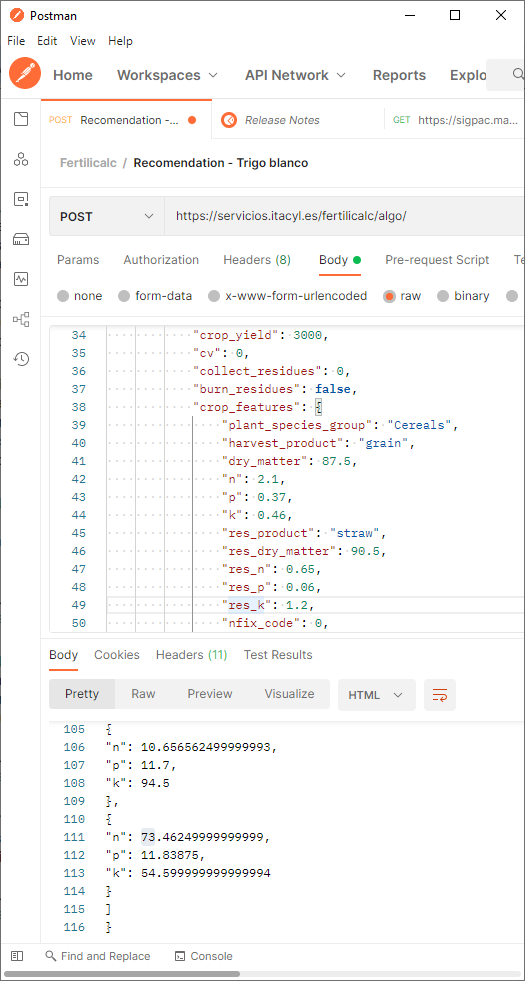 Postman
File Edit View Help
Home Workspaces API Network Reports Explo
POST Recomendation -... Release Notes GET https://sigpac.ma...
Fertilicalc / Recomendation - Trigo blanco
POST https://servicios.itacyl.es/fertilicalc/algo/
Params Authorization Headers (8) Body Pre-request Script Te
none form-data x-www-form-urlencoded raw binary
34 "crop_yield": 3000,
35 "cv": 0,
36 "collect_residues": 0,
37 "burn_residues": false,
38 "crop_features": {
39 "plant_species_group": "Cereals",
40 "harvest_product": "grain",
41 "dry_matter": 87.5,
42 "n": 2.1,
43 "p": 0.37,
44 "k": 0.46,
45 "res_product": "straw",
46 "res_dry_matter": 90.5,
47 "res_n": 0.65,
48 "res_p": 0.06,
49 "res_k": 1.2,
50 "nfix_code": 0,
Body Cookies Headers (11) Test Results
Pretty Raw Preview Visualize HTML
105 {
106 "n": 10.656562499999993,
107 "p": 11.7,
108 "k": 94.5
109 },
110 {
111 "n": 73.46249999999999,
112 "p": 11.83875,
113 "k": 54.599999999999994
114 }
115 ]
116 }
Find and Replace Console